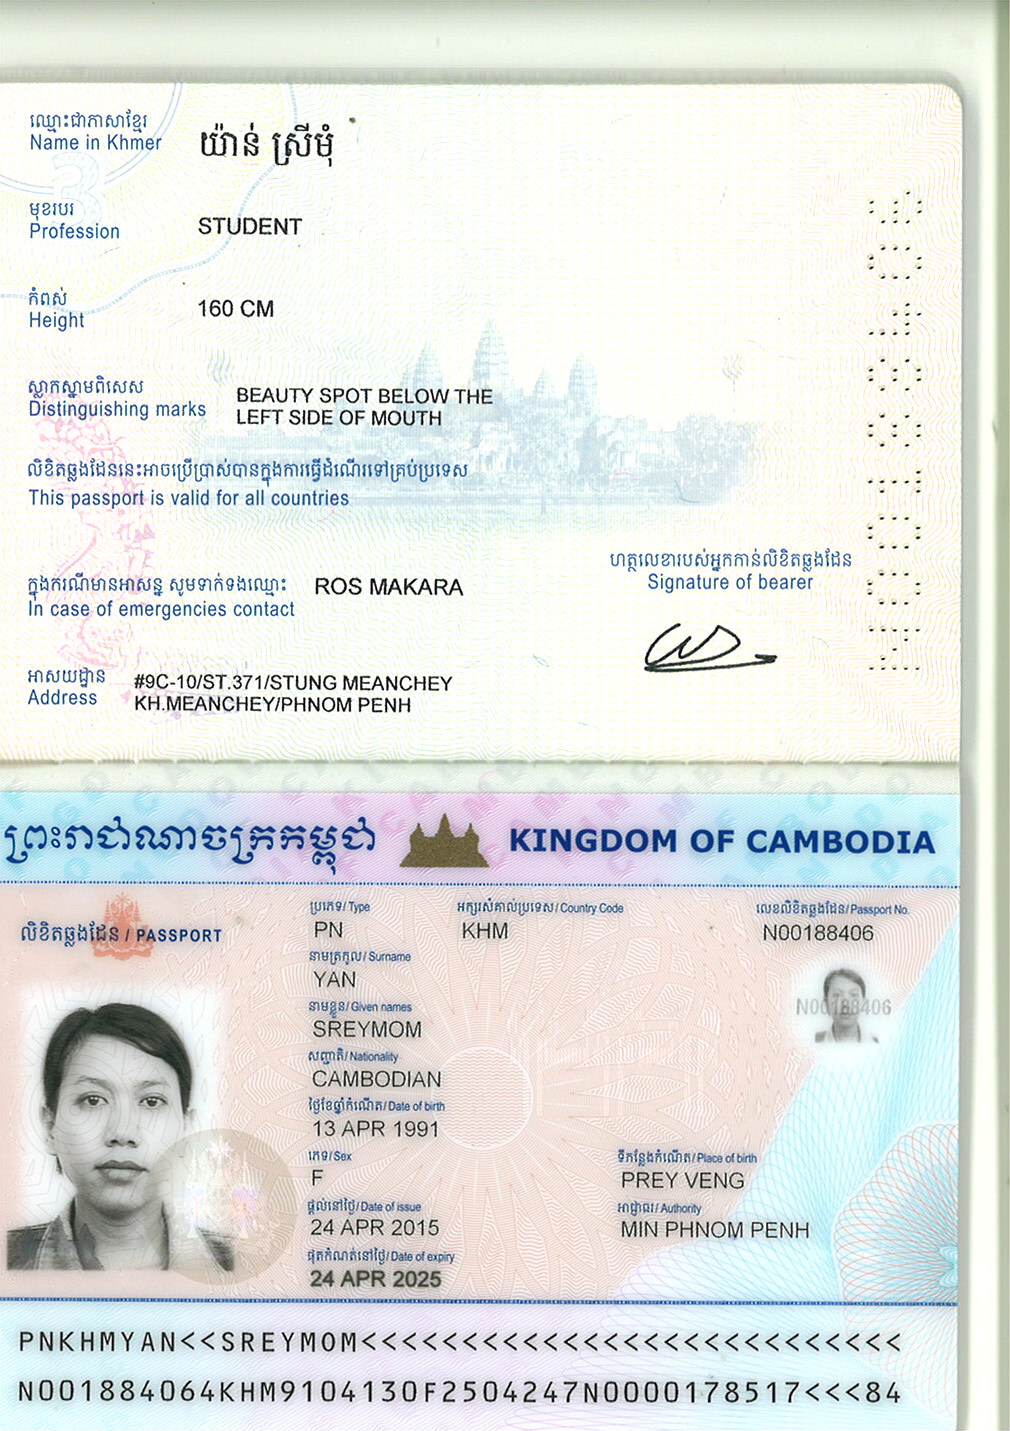 ឈ្មោះជាភាសាខ្មែរ
Name in Khmer
យ៉ាន់ ស្រីមុំ
មុខរបរ
Profession
STUDENT
កំពស់
Height
160 CM
ស្លាកស្នាមពិសេស
Distinguishing marks
BEAUTY SPOT BELOW THE
LEFT SIDE OF MOUTH
លិខិតឆ្លងដែននេះអាចប្រើប្រាស់បានក្នុងការធ្វើដំណើរទៅគ្រប់ប្រទេស
This passport is valid for all countries
ហត្ថលេខារបស់អ្នកកាន់លិខិតឆ្លងដែន
Signature of bearer
ក្នុងករណីមានអាសន្ន សូមទាក់ទងឈ្មោះ
In case of emergencies contact
ROS MAKARA
អាសយដ្ឋាន
Address
#9C-10/ST.371/STUNG MEANCHEY
KH.MEANCHEY/PHNOM PENH
N00188406
ព្រះរាជាណាចក្រកម្ពុជា KINGDOM OF CAMBODIA
លិខិតឆ្លងដែន / PASSPORT
ប្រភេទ/ Type
PN
អក្សរសំគាល់ប្រទេស/ Country Code
KHM
លេខលិខិតឆ្លងដែន/ Passport No.
N00188406
នាមត្រកូល/ Surname
YAN
នាមខ្លួន/ Given names
SREYMOM
N00188406
សញ្ជាតិ/ Nationality
CAMBODIAN
ថ្ងៃខែឆ្នាំកំណើត/ Date of birth
13 APR 1991
ភេទ/ Sex
F
ទីកន្លែងកំណើត/ Place of birth
PREY VENG
ផ្តល់នៅថ្ងៃ/ Date of issue
24 APR 2015
អាជ្ញាធរ/ Authority
MIN PHNOM PENH
ផុតកំណត់នៅថ្ងៃ/ Date of expiry
24 APR 2025
PNKHMYAN<<SREYMOM<<<<<<<<<<<<<<<<<<<<<<<<<<<
N001884064KHM9104130F2504247N0000178517<<<84